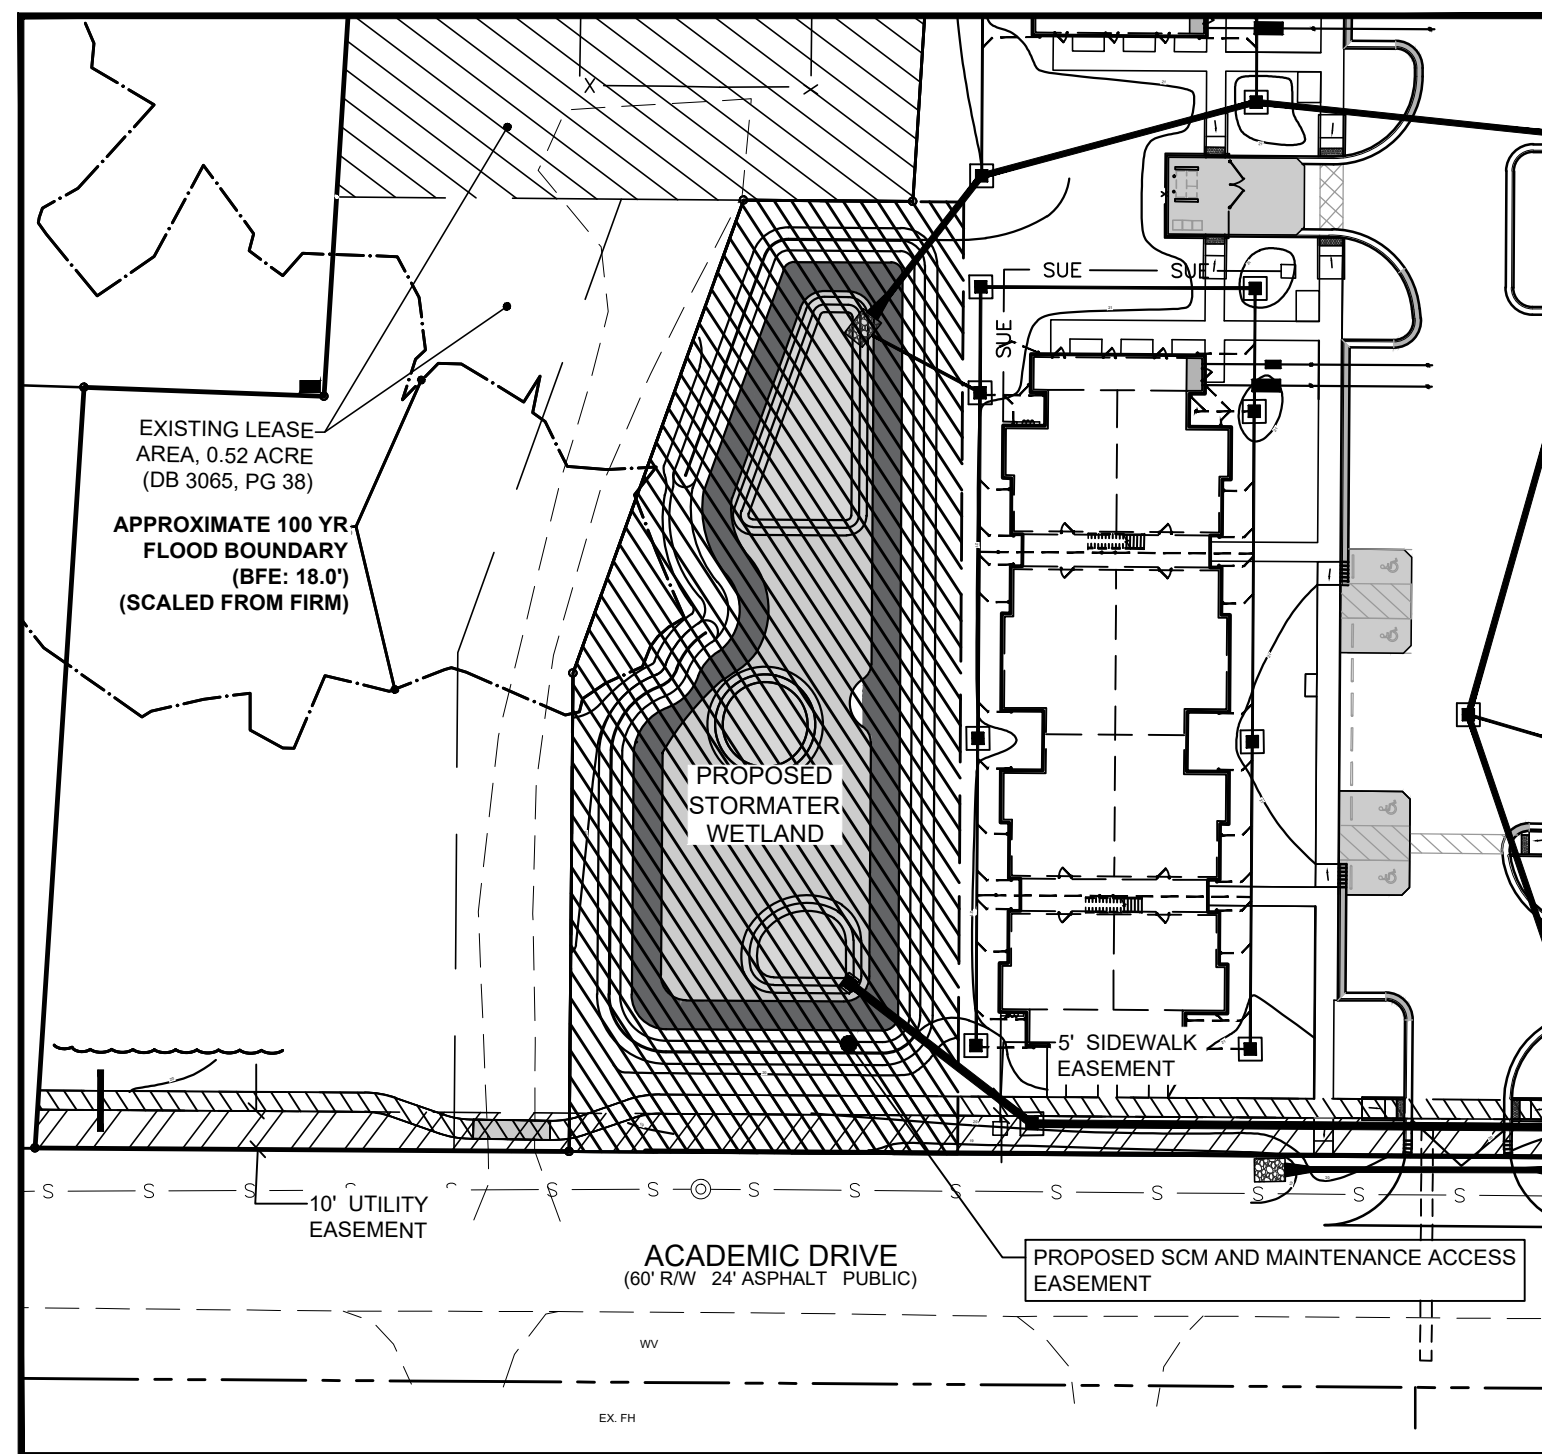 SUE
SUE
SUE
EXISTING LEASE
AREA, 0.52 ACRE
(DB 3065, PG 38)
APPROXIMATE 100 YR
FLOOD BOUNDARY
(BFE: 18.0')
(SCALED FROM FIRM)
PROPOSED
STORMATER
WETLAND
5' SIDEWALK
EASEMENT
S S S S S S S S S S S S S S
10' UTILITY
EASEMENT
ACADEMIC DRIVE
(60' R/W 24' ASPHALT PUBLIC)
PROPOSED SCM AND MAINTENANCE ACCESS
EASEMENT
WV
EX. FH